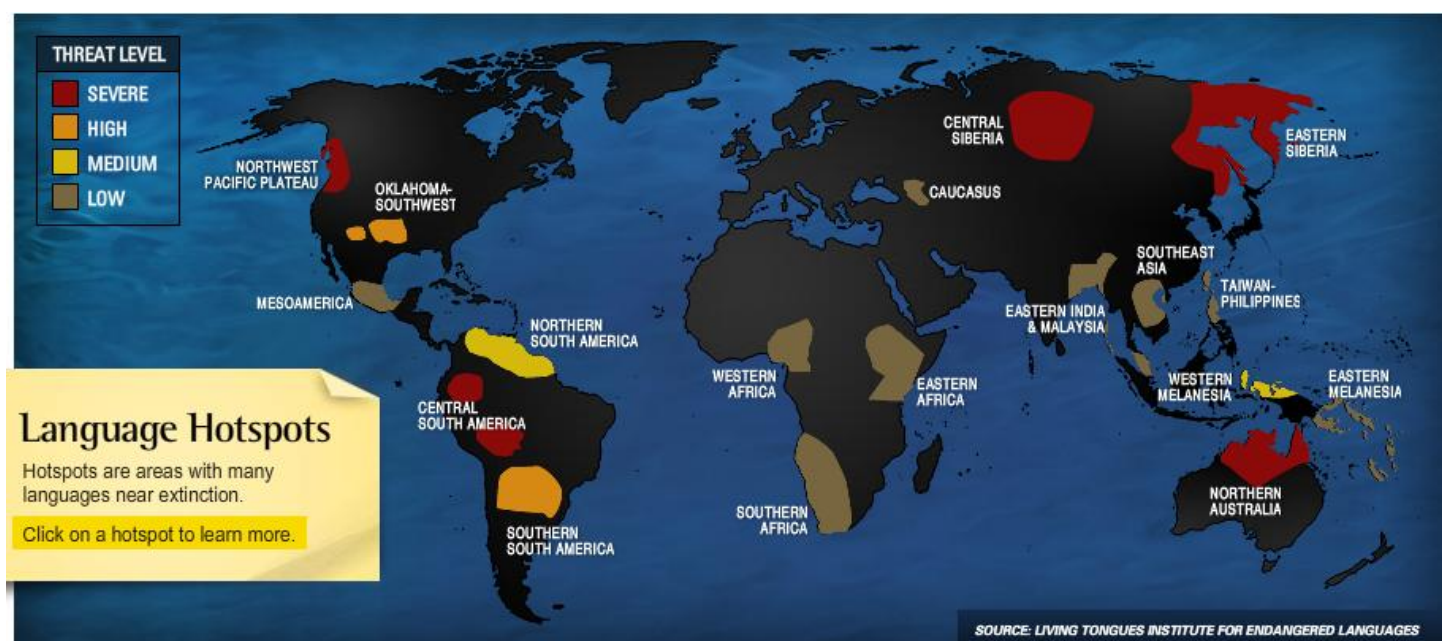 THREAT LEVEL
SEVERE
HIGH
MEDIUM
LOW
NORTHWEST
PACIFIC PLATEAU
OKLAHOMA-
SOUTHWEST
MESOAMERICA
NORTHERN
SOUTH AMERICA
CENTRAL
SOUTH AMERICA
SOUTHERN
SOUTH AMERICA
CENTRAL
SIBERIA
EASTERN
SIBERIA
CAUCASUS
SOUTHEAST
ASIA
TAIWAN-
PHILIPPINES
EASTERN INDIA
& MALAYSIA
WESTERN
AFRICA
EASTERN
AFRICA
WESTERN
MELANESIA
EASTERN
MELANESIA
SOUTHERN
AFRICA
NORTHERN
AUSTRALIA
Language Hotspots
Hotspots are areas with many
languages near extinction.
Click on a hotspot to learn more.
SOURCE: LIVING TONGUES INSTITUTE FOR ENDANGERED LANGUAGES